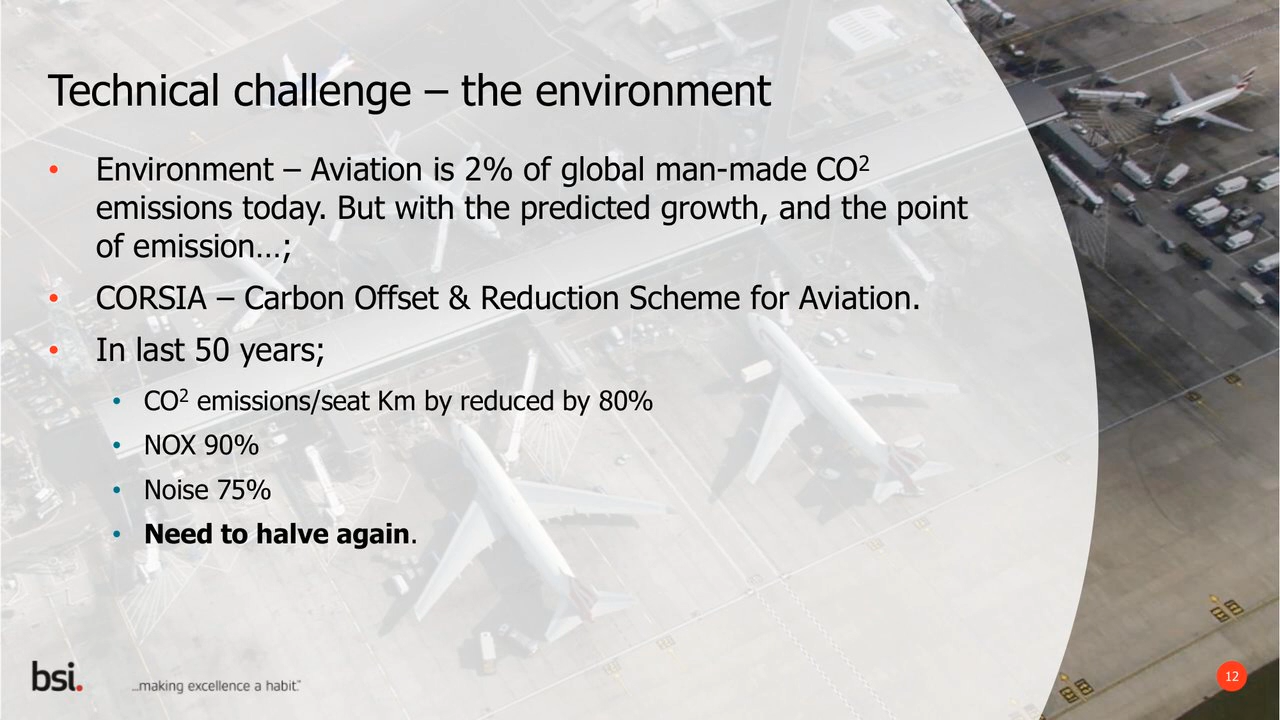 Technical challenge – the environment
• Environment – Aviation is 2% of global man-made CO²
emissions today. But with the predicted growth, and the point
of emission…;
• CORSIA – Carbon Offset & Reduction Scheme for Aviation.
• In last 50 years;
• CO² emissions/seat Km by reduced by 80%
• NOX 90%
• Noise 75%
• Need to halve again.
bsi.
...making excellence a habit.™
12